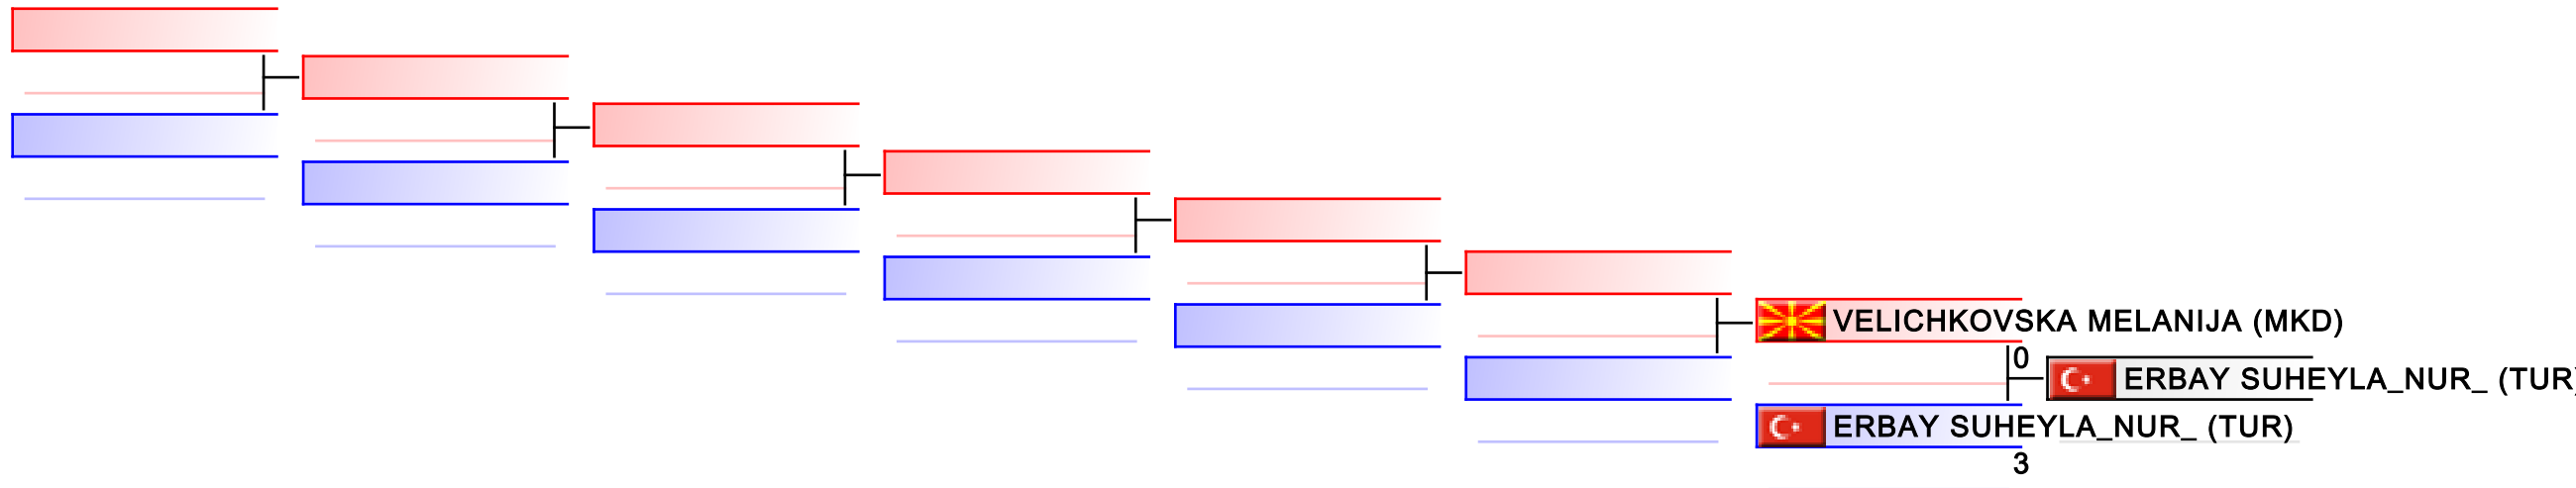 VELICHKOVSKA MELANIJA (MKD)
0
ERBAY SUHEYLA_NUR_ (TUR)
ERBAY SUHEYLA_NUR_ (TUR)
3